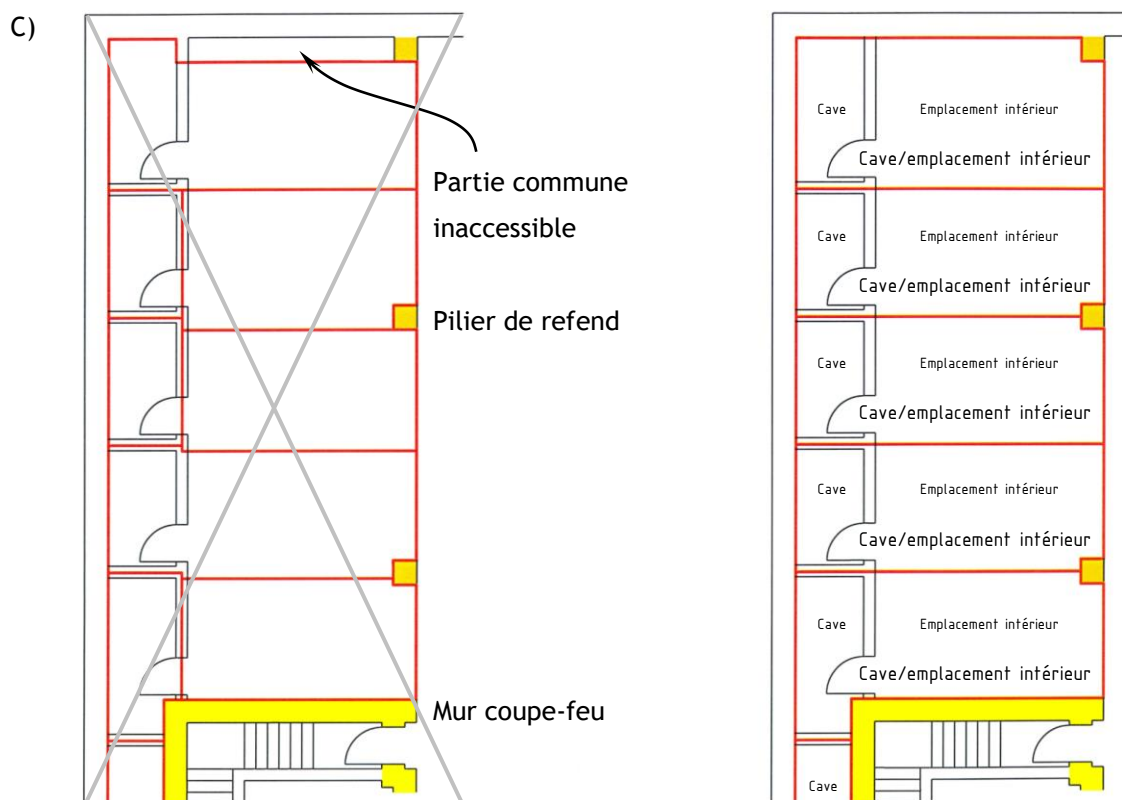 C)
Partie commune
inaccessible
Pilier de refend
Mur coupe-feu
Cave
Emplacement intérieur
Cave/emplacement intérieur
Cave
Emplacement intérieur
Cave/emplacement intérieur
Cave
Emplacement intérieur
Cave/emplacement intérieur
Cave
Emplacement intérieur
Cave/emplacement intérieur
Cave
Emplacement intérieur
Cave/emplacement intérieur
Cave